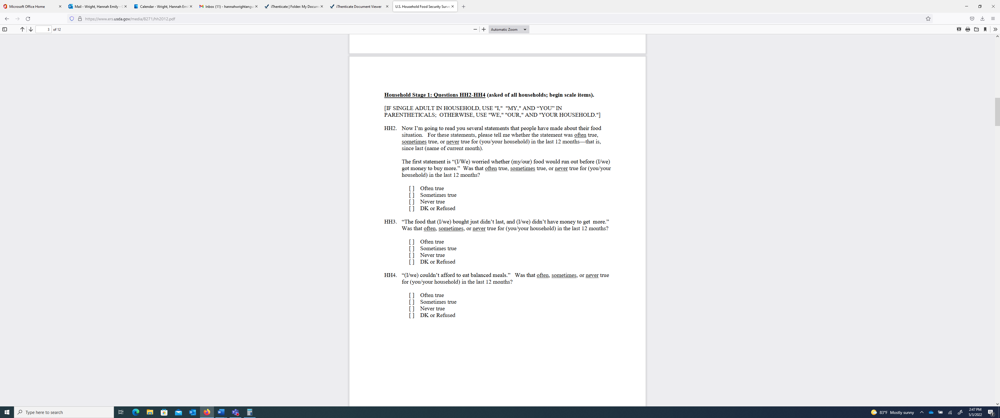 Microsoft Office Home
Mail - Wright, Hannah Emily - O
Calendar - Wright, Hannah Emil
Inbox (11) - hannahwrightangu
iThenticate | Folder: My Docum
iThenticate Document Viewer
U.S. Household Food Security Surve
https://www.ers.usda.gov/media/8271/hh2012.pdf
3 of 12
Automatic Zoom
Household Stage 1: Questions HH2-HH4 (asked of all households; begin scale items).
[IF SINGLE ADULT IN HOUSEHOLD, USE "I," "MY," AND “YOU” IN
PARENTHETICALS; OTHERWISE, USE "WE," "OUR," AND "YOUR HOUSEHOLD."]
HH2. Now I’m going to read you several statements that people have made about their food
situation. For these statements, please tell me whether the statement was often true,
sometimes true, or never true for (you/your household) in the last 12 months—that is,
since last (name of current month).
The first statement is “(I/We) worried whether (my/our) food would run out before (I/we)
got money to buy more.” Was that often true, sometimes true, or never true for (you/your
household) in the last 12 months?
[ ] Often true
[ ] Sometimes true
[ ] Never true
[ ] DK or Refused
HH3. “The food that (I/we) bought just didn’t last, and (I/we) didn’t have money to get more.”
Was that often, sometimes, or never true for (you/your household) in the last 12 months?
[ ] Often true
[ ] Sometimes true
[ ] Never true
[ ] DK or Refused
HH4. “(I/we) couldn’t afford to eat balanced meals.” Was that often, sometimes, or never true
for (you/your household) in the last 12 months?
[ ] Often true
[ ] Sometimes true
[ ] Never true
[ ] DK or Refused
Type here to search
83°F Mostly sunny
2:47 PM
5/3/2022
2